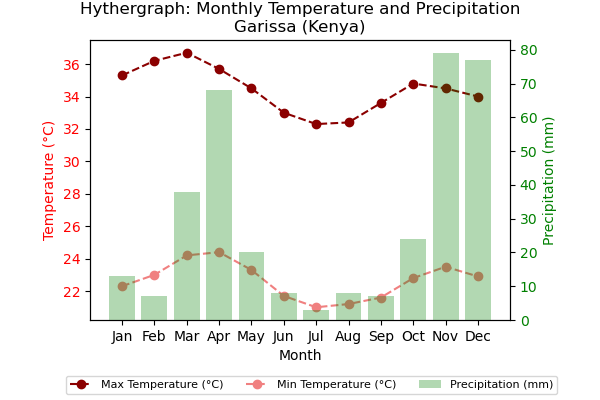 Hythergraph: Monthly Temperature and Precipitation
Garissa (Kenya)
Temperature (°C)
36
34
32
30
28
26
24
22
80
70
60
50
40
30
20
10
0
Precipitation (mm)
Jan Feb Mar Apr May Jun Jul Aug Sep Oct Nov Dec
Month
Max Temperature (°C) Min Temperature (°C) Precipitation (mm)